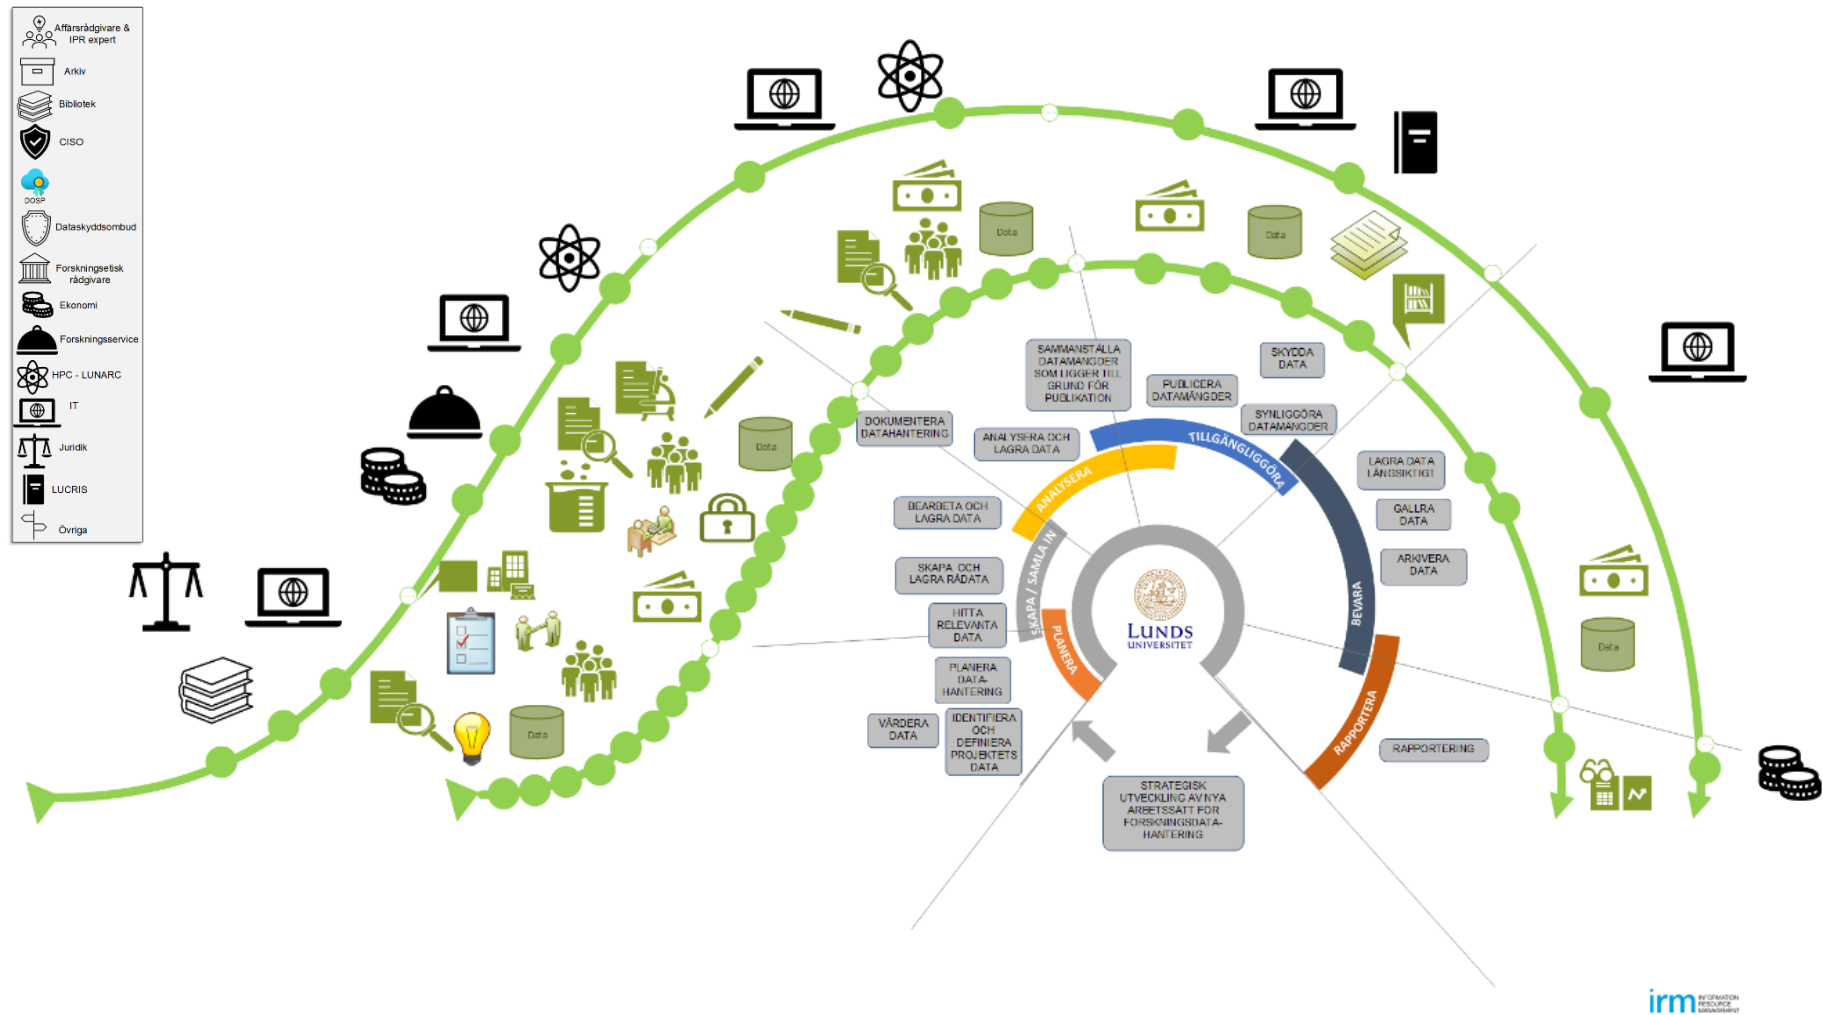 Affärsrådgivare &
IPR expert
Arkiv
Bibliotek
CISO
DOSP
Dataskyddsombud
Forskningsetisk
rådgivare
Ekonomi
Forskningsservice
HPC - LUNARC
IT
Juridik
LUCRIS
Övriga
Data
Data
Data
Data
Data
SAMMANSTÄLLA
DATAMÄNGDER
SOM LIGGER TILL
GRUND FÖR
PUBLIKATION
SKYDDA
DATA
PUBLICERA
DATAMÄNGDER
SYNLIGGÖRA
DATAMÄNGDER
DOKUMENTERA
DATAHANTERING
ANALYSERA OCH
LAGRA DATA
LAGRA DATA
LÅNGSIKTIGT
BEARBETA OCH
LAGRA DATA
GALLRA
DATA
SKAPA OCH
LAGRA RÅDATA
ARKIVERA
DATA
HITTA
RELEVANTA
DATA
PLANERA
DATA-
HANTERING
VÄRDERA
DATA
IDENTIFIERA
OCH
DEFINIERA
PROJEKTETS
DATA
RAPPORTERING
STRATEGISK
UTVECKLING AV NYA
ARBETSSÄTT FÖR
FORSKNINGSDATA-
HANTERING
PLANERA
SKAPA / SAMLA IN
ANALYSERA
TILLGÄNGLIGGÖRA
BEVARA
RAPPORTERA
LUNDS
UNIVERSITET
irm
INFORMATION
RESOURCE
MANAGEMENT